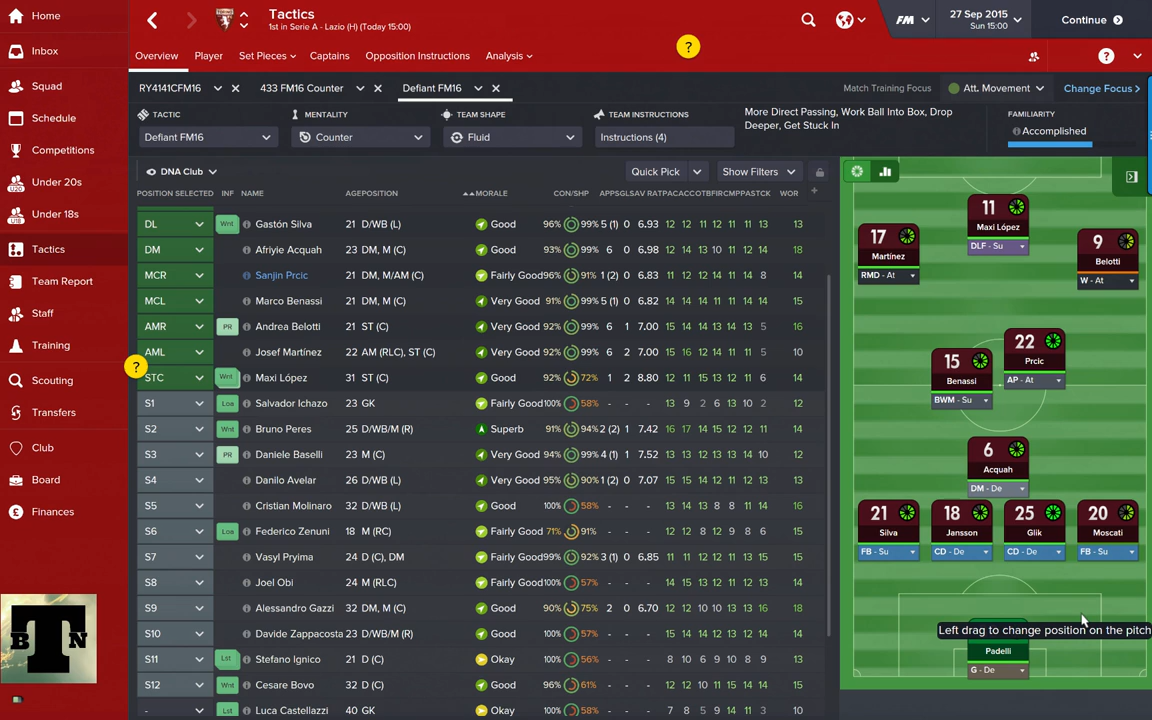 Home
Inbox
Squad
Schedule
Competitions
Under 20s
Under 18s
Tactics
Team Report
Staff
Training
Scouting
Transfers
Club
Board
Finances
BTN
Tactics
1st in Serie A - Lazio (H) (Today 15:00)
FM
27 Sep 2015
Sun 15:00
Continue
Overview Player Set Pieces Captains Opposition Instructions Analysis
?
?
?
RY4141CFM16 433 FM16 Counter Defiant FM16
Match Training Focus Att. Movement Change Focus >
TACTIC MENTALITY TEAM SHAPE TEAM INSTRUCTIONS
Defiant FM16 Counter Fluid Instructions (4)
More Direct Passing, Work Ball Into Box, Drop
Deeper, Get Stuck In
FAMILIARITY
Accomplished
DNA Club Quick Pick Show Filters
POSITION SELECTED INF NAME AGE POSITION MORALE CON/SHP APPS GLS AV RAT PAC ACC OTB FIR CMP PAS TCK WOR
DL Wnt Gastón Silva 21 D/WB (L) Good 96% 99% 5 (1) 0 6.93 12 12 11 12 11 11 13 13
DM Afriyie Acquah 23 DM, M (C) Good 93% 99% 6 0 6.98 12 14 13 10 11 12 14 18
MCR Sanjin Prcic 21 DM, M/AM (C) Fairly Good 96% 91% 1 (2) 0 6.83 11 12 12 14 14 14 8 14
MCL Marco Benassi 21 DM, M (C) Very Good 91% 99% 5 (1) 0 6.82 14 14 12 13 13 14 14 15
AMR PR Andrea Belotti 21 ST (C) Very Good 92% 99% 6 1 7.00 15 14 14 13 14 12 5 16
AML Josef Martínez 22 AM (RLC), ST (C) Very Good 92% 99% 6 2 7.00 15 16 12 14 12 12 5 10
STC Wnt Maxi López 31 ST (C) Good 92% 72% 1 2 8.80 12 11 15 13 12 11 6 14
S1 Loa Salvador Ichazo 23 GK Fairly Good 100% 58% - - - 13 9 2 6 13 10 2 12
S2 Wnt Bruno Peres 25 D/WB/M (R) Superb 91% 94% 2 (2) 1 7.42 16 17 14 15 12 12 11 14
S3 PR Daniele Baselli 23 M (C) Very Good 94% 99% 4 (1) 1 7.52 13 13 12 13 14 14 10 12
S4 Danilo Avelar 26 D/WB (L) Very Good 95% 90% 1 (2) 0 7.07 15 14 12 11 11 13 13 14
S5 Cristian Molinaro 32 D/WB (L) Good 100% 58% - - - 13 14 13 8 8 11 13 16
S6 Loa Federico Zenuni 18 M (RC) Fairly Good 71% 91% - - - 12 12 8 12 9 8 6 15
S7 Vasyl Pryima 24 D (C), DM Fairly Good 99% 92% 3 (1) 0 6.85 11 11 12 12 13 13 15 15
S8 Joel Obi 24 M (RLC) Good 100% 57% - - - 14 15 13 12 11 12 13 14
S9 Alessandro Gazzi 32 DM, M (C) Good 90% 75% 2 0 6.70 12 12 10 10 13 13 16 18
S10 Davide Zappacosta 23 D/WB/M (R) Good 100% 57% - - - 14 14 12 12 12 12 13 14
S11 Lst Stefano Ignico 21 D (C) Okay 100% 56% - - - 8 10 6 10 9 8 9 13
S12 Wnt Cesare Bovo 32 D (C) Good 96% 61% - - - 12 12 10 12 15 14 14 15
- Lst Luca Castellazzi 40 GK Okay 100% 58% - - - 7 8 5 8 12 11 2 12
11
Maxi López
DLF - Su
17
Martínez
RMD - At
9
Belotti
W - At
22
Prcic
AP - At
15
Benassi
BWM - Su
6
Acquah
DM - De
21 18 25 20
Silva Jansson Glik Moscati
FB - Su CD - De CD - De FB - Su
Left drag to change position on the pitch
Padelli
G - De